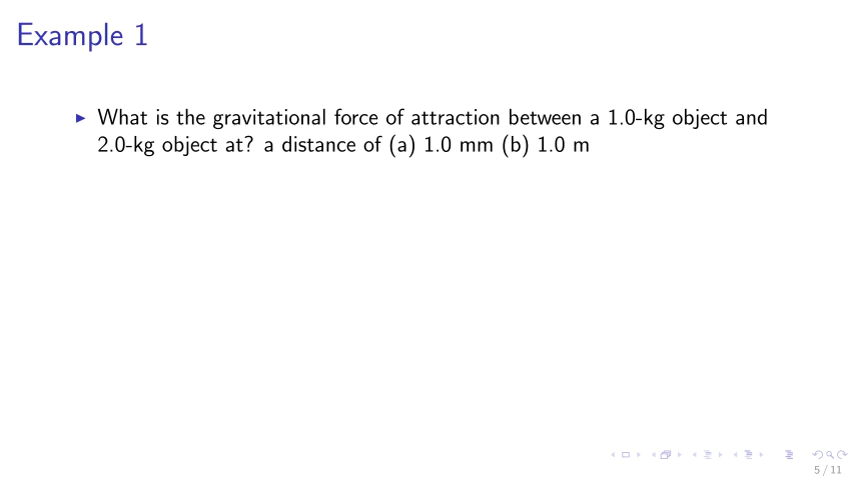 Example 1
What is the gravitational force of attraction between a 1.0-kg object and
2.0-kg object at? a distance of (a) 1.0 mm (b) 1.0 m
5 / 11